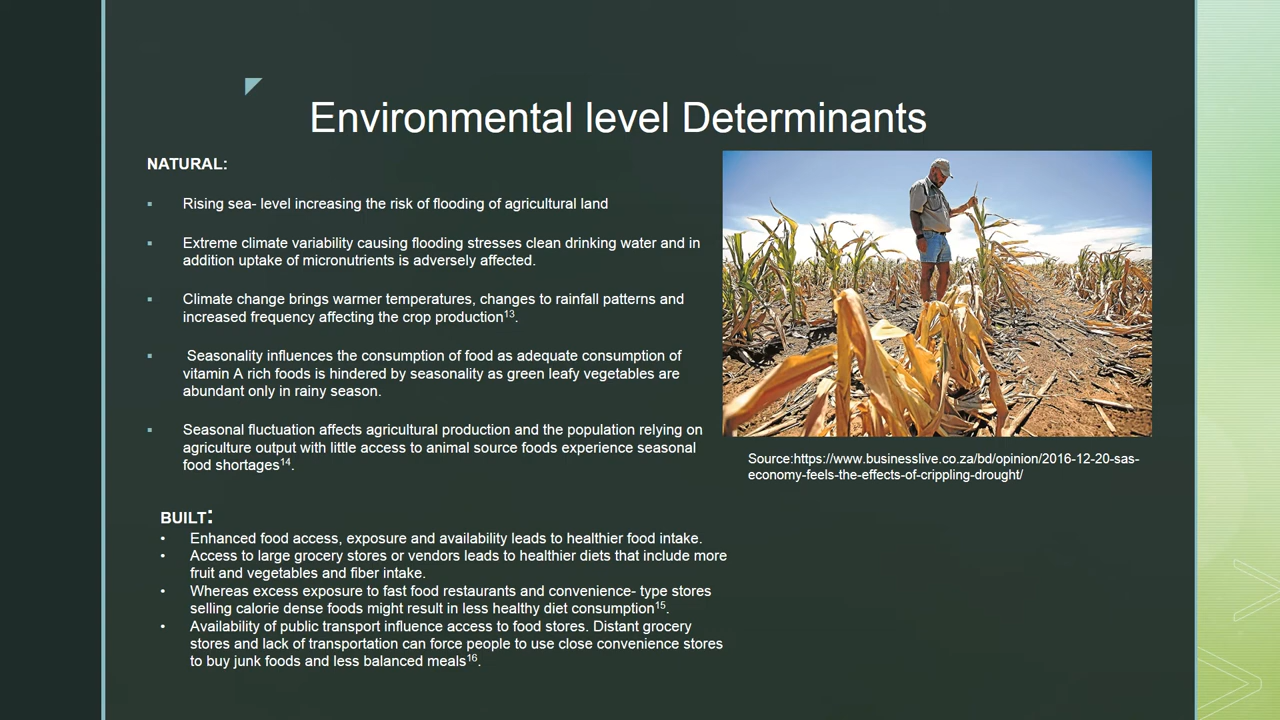 Environmental level Determinants
NATURAL:
▪ Rising sea- level increasing the risk of flooding of agricultural land
▪ Extreme climate variability causing flooding stresses clean drinking water and in
addition uptake of micronutrients is adversely affected.
▪ Climate change brings warmer temperatures, changes to rainfall patterns and
increased frequency affecting the crop production¹³.
▪ Seasonality influences the consumption of food as adequate consumption of
vitamin A rich foods is hindered by seasonality as green leafy vegetables are
abundant only in rainy season.
▪ Seasonal fluctuation affects agricultural production and the population relying on
agriculture output with little access to animal source foods experience seasonal
food shortages¹⁴.
BUILT:
• Enhanced food access, exposure and availability leads to healthier food intake.
• Access to large grocery stores or vendors leads to healthier diets that include more
fruit and vegetables and fiber intake.
• Whereas excess exposure to fast food restaurants and convenience- type stores
selling calorie dense foods might result in less healthy diet consumption¹⁵.
• Availability of public transport influence access to food stores. Distant grocery
stores and lack of transportation can force people to use close convenience stores
to buy junk foods and less balanced meals¹⁶.
Source:https://www.businesslive.co.za/bd/opinion/2016-12-20-sas-
economy-feels-the-effects-of-crippling-drought/